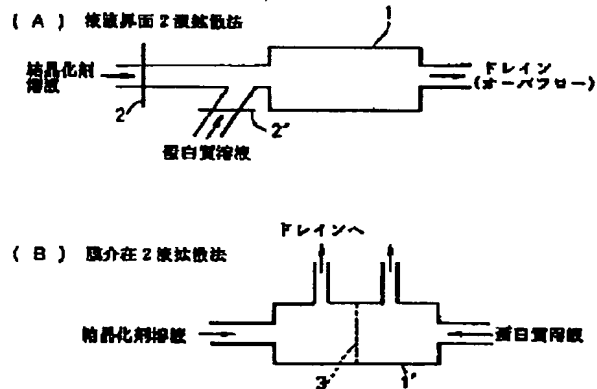 (A) 液液界面2液拡散法
1
結晶化剤
溶液
ドレイン
(オーバフロー)
2
2'
蛋白質溶液
ドレインへ
(B) 膜介在2液拡散法
結晶化剤溶液
蛋白質溶液
3
1'